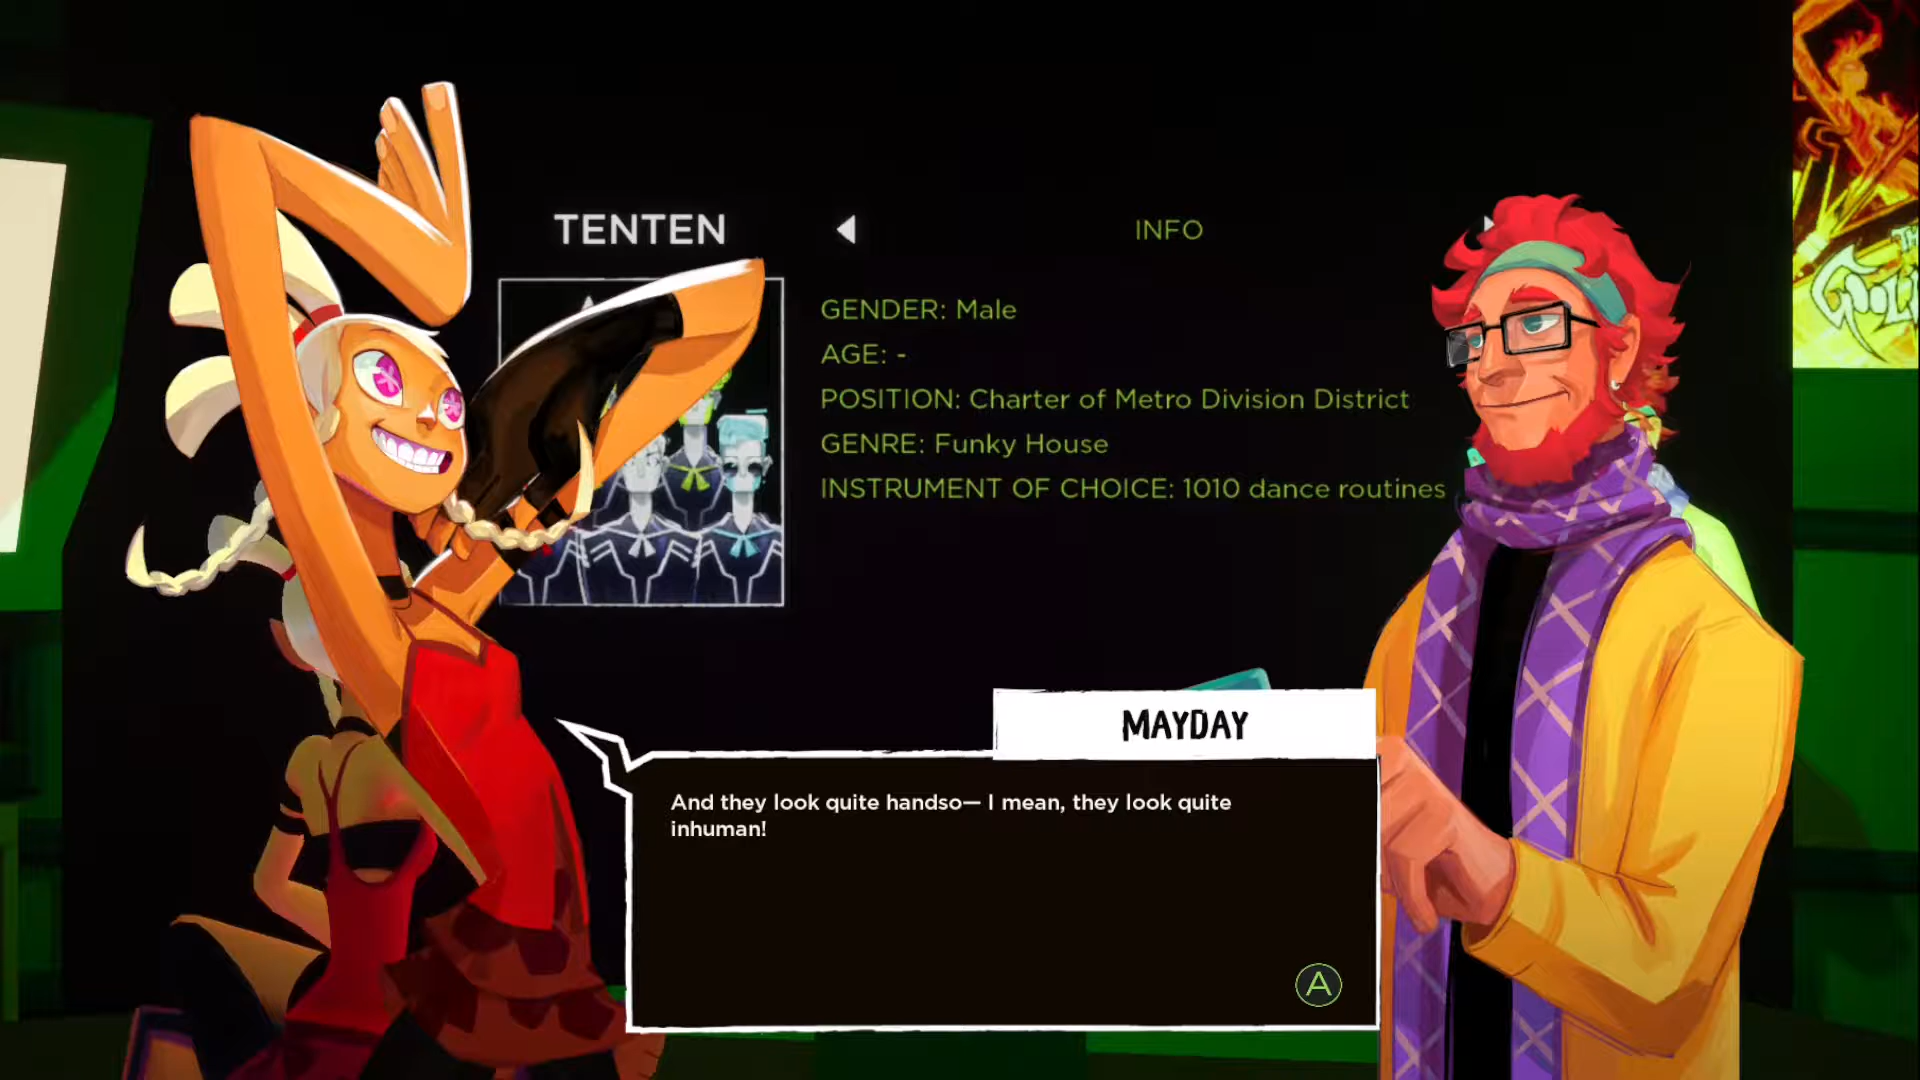 TENTEN
INFO
GENDER: Male
AGE: -
POSITION: Charter of Metro Division District
GENRE: Funky House
INSTRUMENT OF CHOICE: 1010 dance routines
MAYDAY
And they look quite handso— I mean, they look quite
inhuman!
A